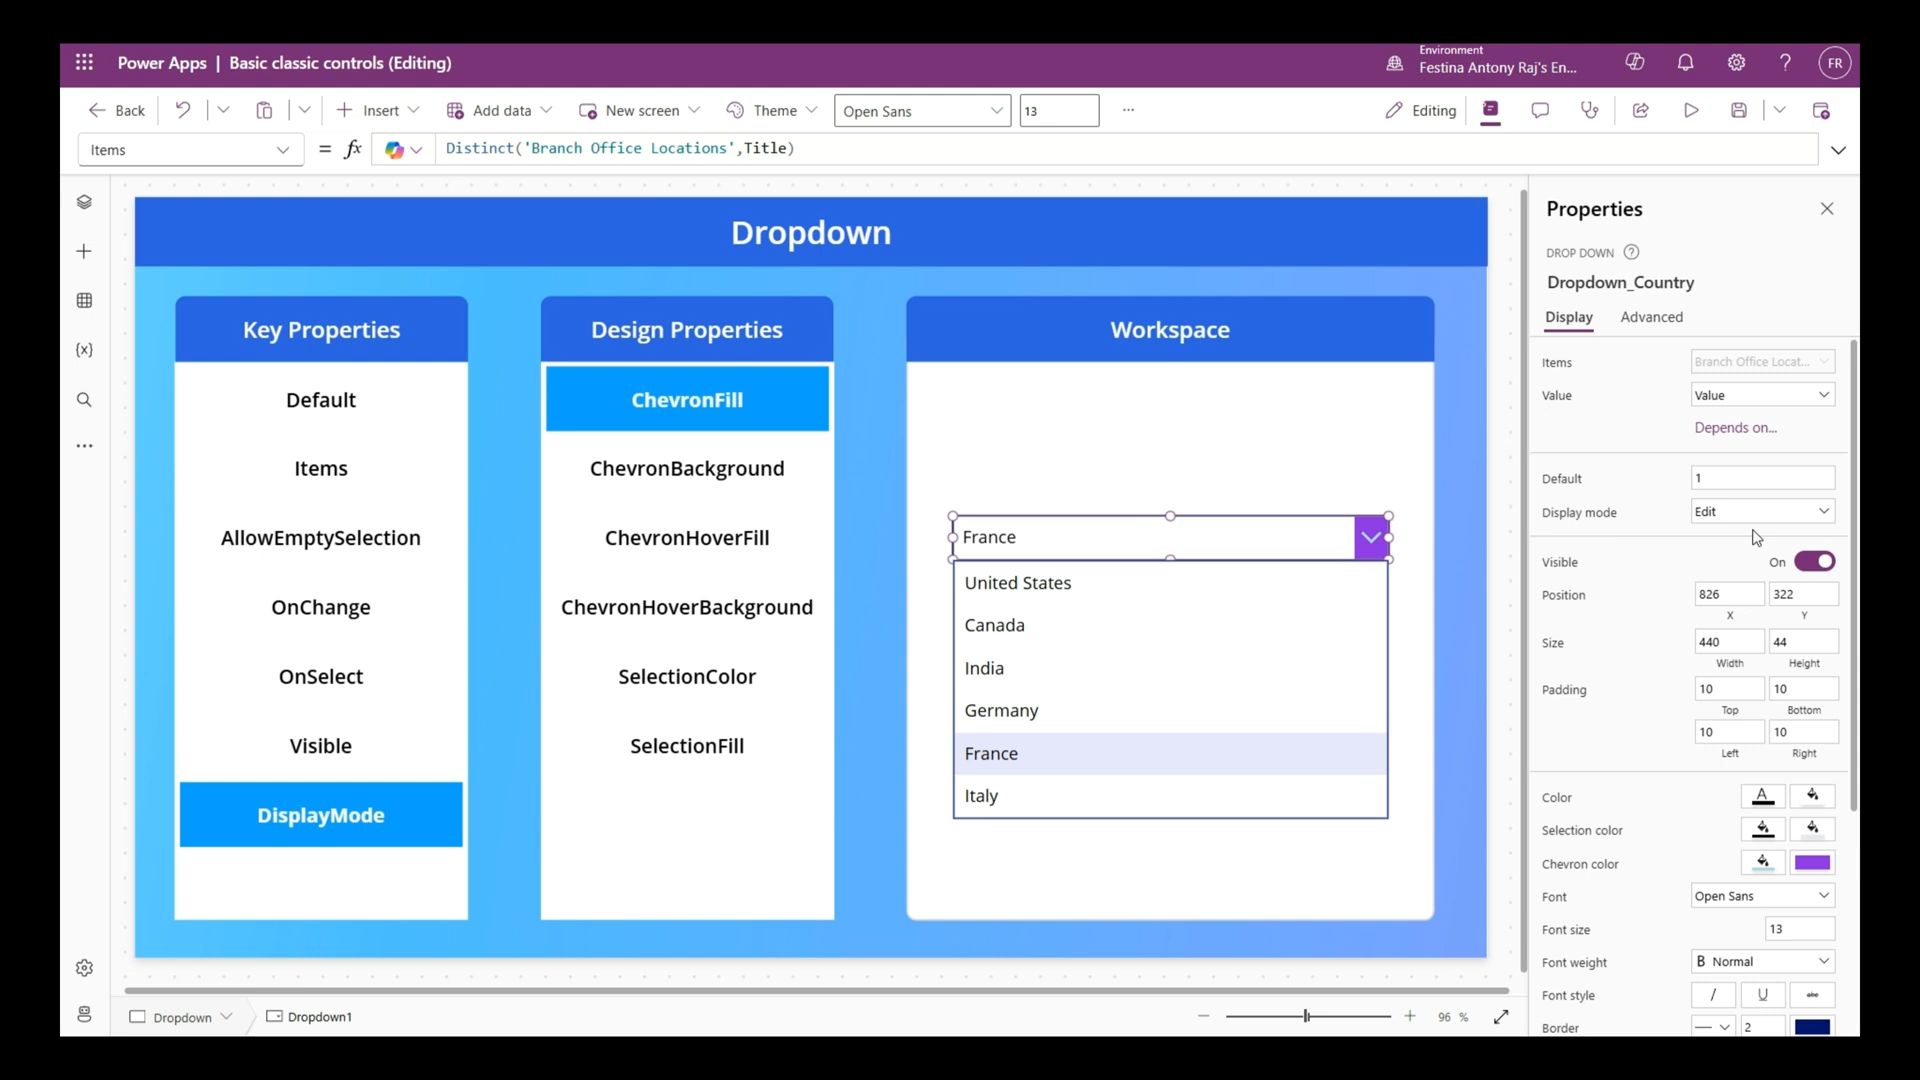 Power Apps | Basic classic controls (Editing)
Environment
Festina Antony Raj's En...
?
FR
Back
Insert
Add data
New screen
Theme
Open Sans
13
...
Editing
Items
= fx
Distinct('Branch Office Locations',Title)
Dropdown
Key Properties
Default
Items
AllowEmptySelection
OnChange
OnSelect
Visible
DisplayMode
Design Properties
ChevronFill
ChevronBackground
ChevronHoverFill
ChevronHoverBackground
SelectionColor
SelectionFill
Workspace
France
United States
Canada
India
Germany
France
Italy
Properties
DROP DOWN ?
Dropdown_Country
Display Advanced
Items Branch Office Locat...
Value Value
Depends on...
Default 1
Display mode Edit
Visible On
Position 826 322
X Y
Size 440 44
Width Height
Padding 10 10
Top Bottom
10 10
Left Right
Color A
Selection color
Chevron color
Font Open Sans
Font size 13
Font weight B Normal
Font style / U abc
Border 2
Dropdown
Dropdown1
96 %